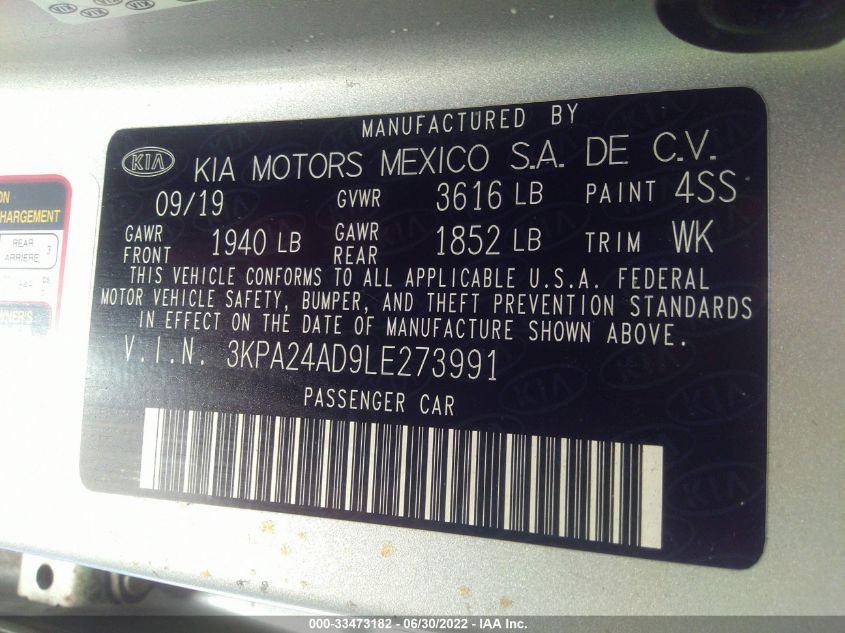 MANUFACTURED BY
KIA KIA MOTORS MEXICO S.A. DE C.V.
09/19 GVWR 3616 LB PAINT 4SS
GAWR FRONT 1940 LB GAWR REAR 1852 LB TRIM WK
THIS VEHICLE CONFORMS TO ALL APPLICABLE U.S.A. FEDERAL
MOTOR VEHICLE SAFETY, BUMPER, AND THEFT PREVENTION STANDARDS
IN EFFECT ON THE DATE OF MANUFACTURE SHOWN ABOVE.
V.I.N. 3KPA24AD9LE273991
PASSENGER CAR
HARGEMENT
REAR
ARRIERE 3
WNER'S
000-33473182 - 06/30/2022 - IAA Inc.